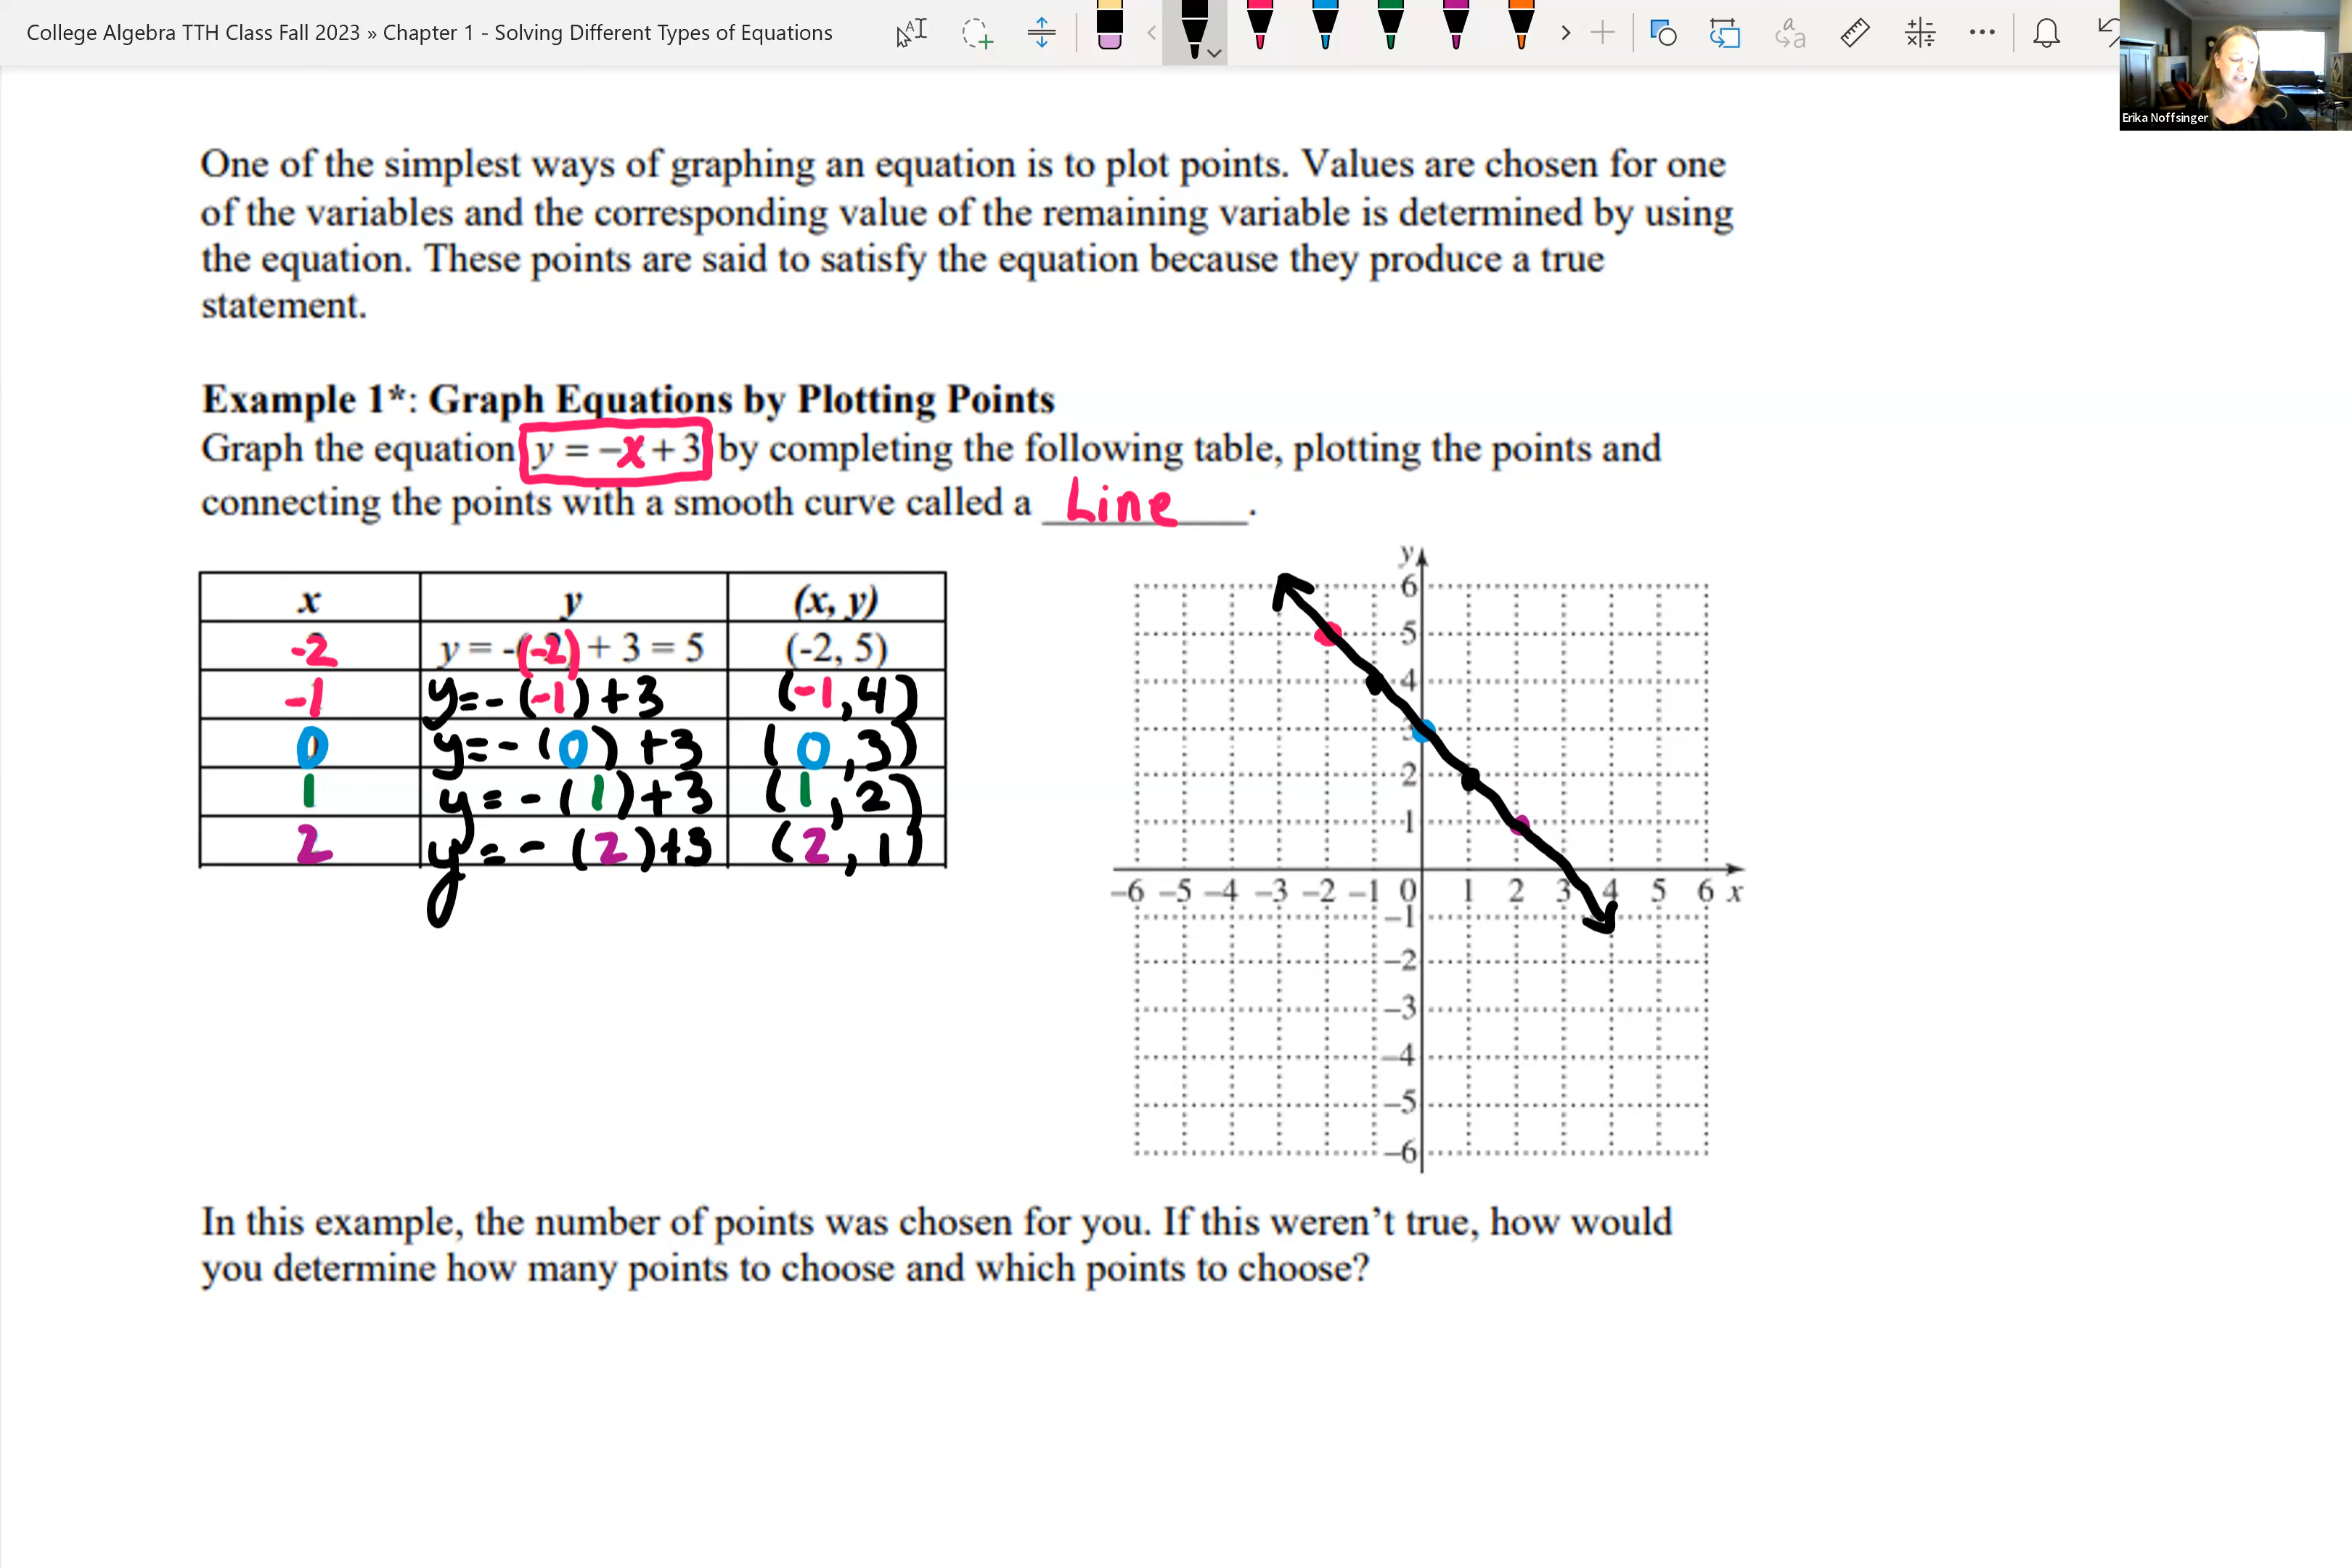 College Algebra TTH Class Fall 2023 » Chapter 1 - Solving Different Types of Equations
Erika Noffsinger
One of the simplest ways of graphing an equation is to plot points. Values are chosen for one
of the variables and the corresponding value of the remaining variable is determined by using
the equation. These points are said to satisfy the equation because they produce a true
statement.
Example 1*: Graph Equations by Plotting Points
Graph the equation y = -x + 3 by completing the following table, plotting the points and
connecting the points with a smooth curve called a Line.
x y (x, y)
-2 y = -(-2) + 3 = 5 (-2, 5)
-1 y = -(-1) + 3 (-1, 4)
0 y = -(0) + 3 (0, 3)
1 y = -(1) + 3 (1, 2)
2 y = -(2) + 3 (2, 1)
y
6
5
4
3
2
1
-6 -5 -4 -3 -2 -1 0 1 2 3 4 5 6 x
-1
-2
-3
-4
-5
-6
In this example, the number of points was chosen for you. If this weren't true, how would
you determine how many points to choose and which points to choose?